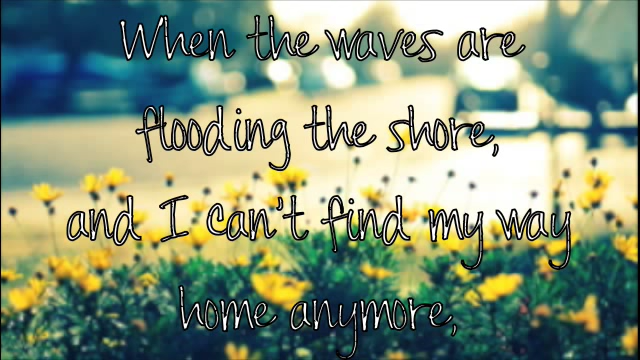 When the waves are
flooding the shore,
and I can't find my way
home anymore,